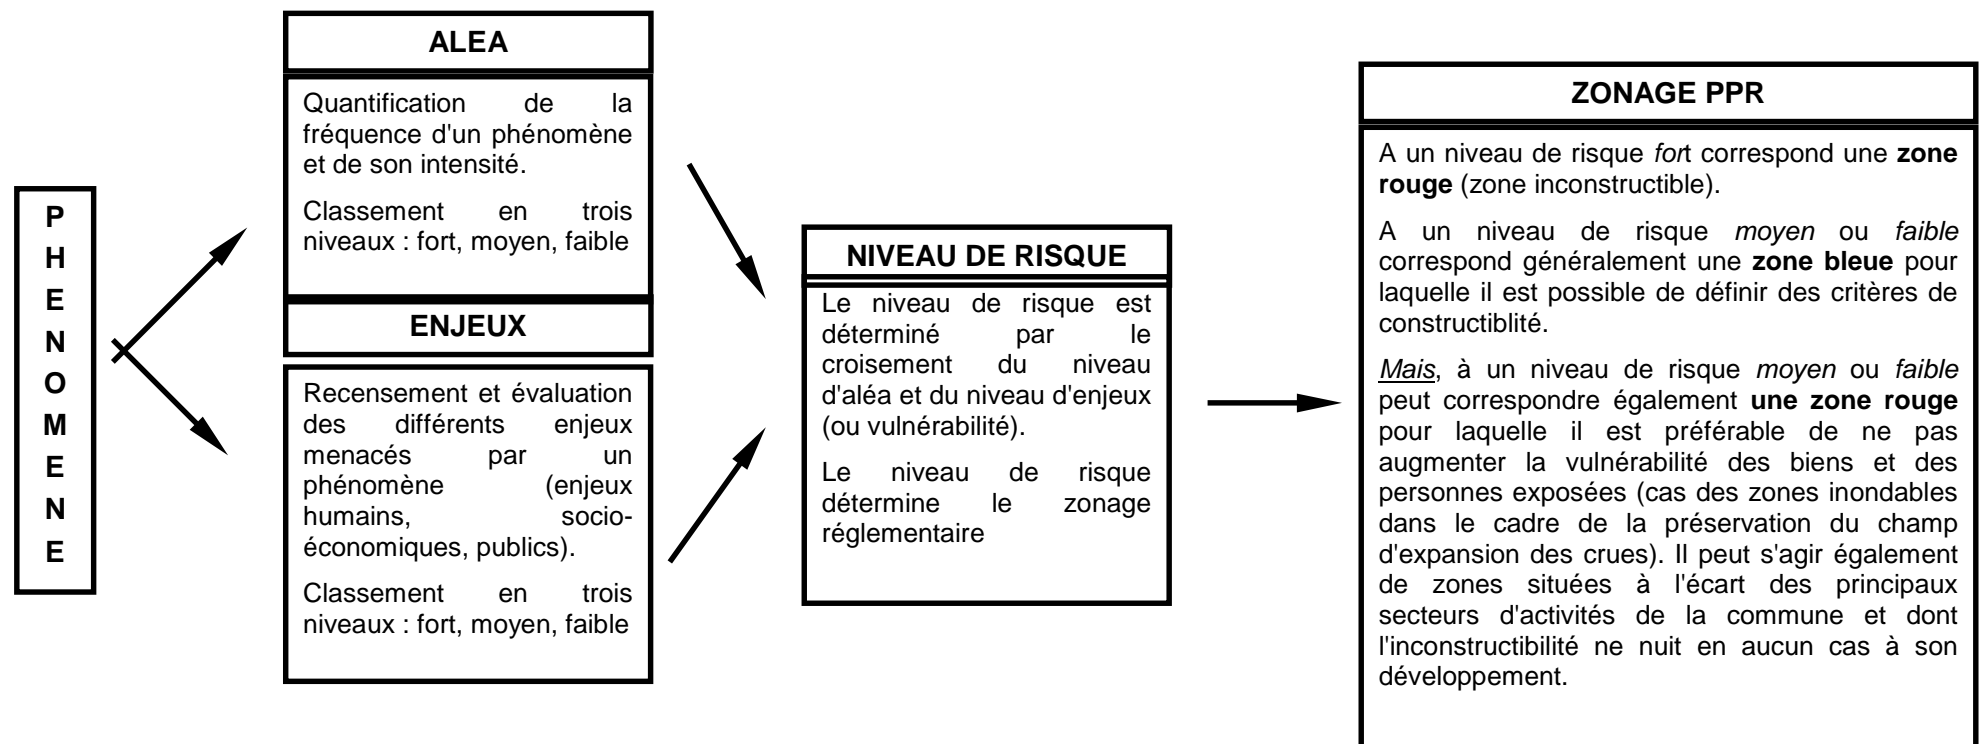 P
H
E
N
O
M
E
N
E
ALEA
Quantification de la
fréquence d'un phénomène
et de son intensité.
Classement en trois
niveaux : fort, moyen, faible
ENJEUX
Recensement et évaluation
des différents enjeux
menacés par un
phénomène (enjeux
humains, socio-
économiques, publics).
Classement en trois
niveaux : fort, moyen, faible
NIVEAU DE RISQUE
Le niveau de risque est
déterminé par le
croisement du niveau
d'aléa et du niveau d'enjeux
(ou vulnérabilité).
Le niveau de risque
détermine le zonage
réglementaire
ZONAGE PPR
A un niveau de risque fort correspond une zone
rouge (zone inconstructible).
A un niveau de risque moyen ou faible
correspond généralement une zone bleue pour
laquelle il est possible de définir des critères de
constructiblité.
Mais, à un niveau de risque moyen ou faible
peut correspondre également une zone rouge
pour laquelle il est préférable de ne pas
augmenter la vulnérabilité des biens et des
personnes exposées (cas des zones inondables
dans le cadre de la préservation du champ
d'expansion des crues). Il peut s'agir également
de zones situées à l'écart des principaux
secteurs d'activités de la commune et dont
l'inconstructibilité ne nuit en aucun cas à son
développement.